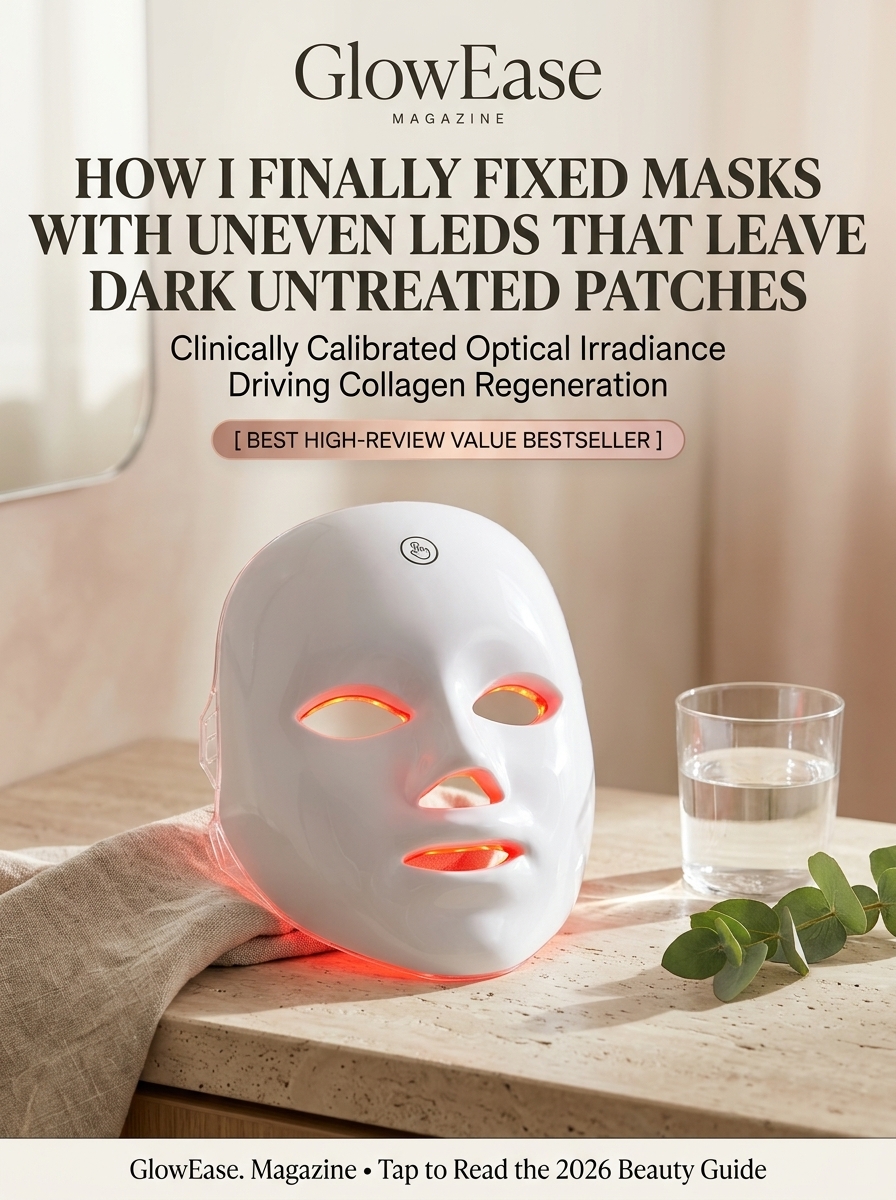 GlowEase
MAGAZINE
HOW I FINALLY FIXED MASKS
WITH UNEVEN LEDS THAT LEAVE
DARK UNTREATED PATCHES
Clinically Calibrated Optical Irradiance
Driving Collagen Regeneration
[ BEST HIGH-REVIEW VALUE BESTSELLER ]
GlowEase. Magazine • Tap to Read the 2026 Beauty Guide